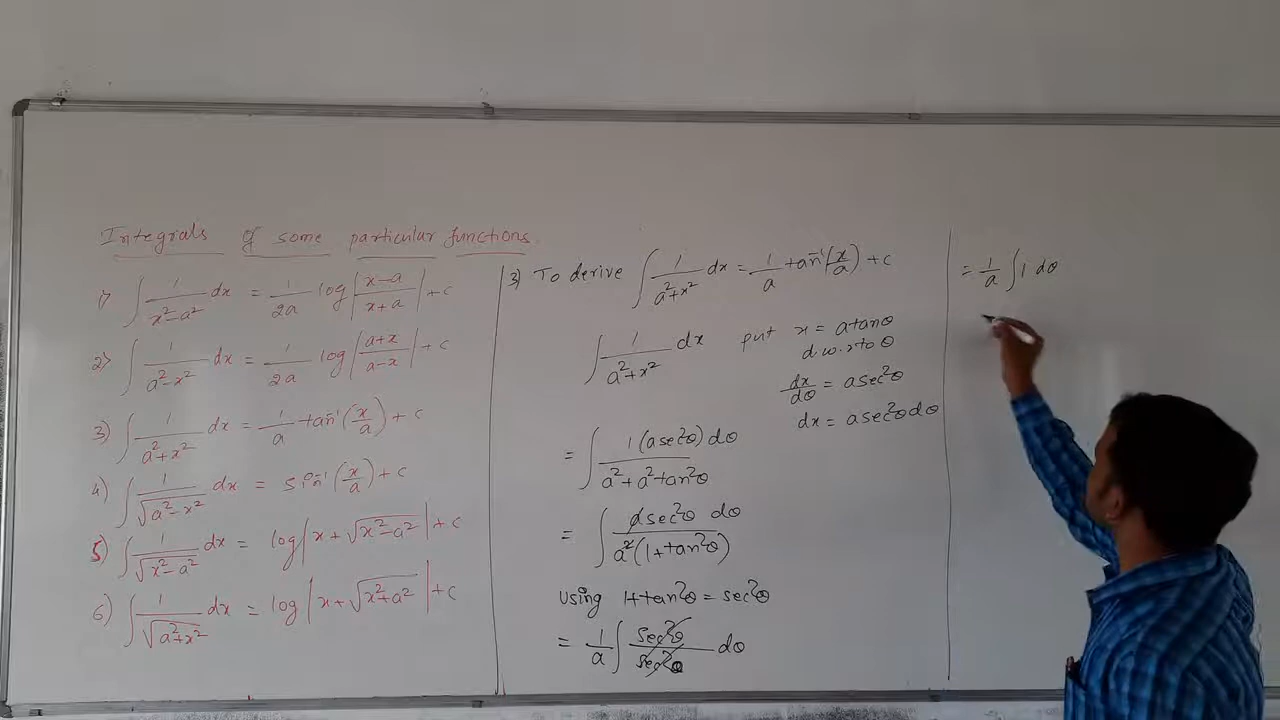 Integrals of some particular functions.
1) ∫ 1/(x²-a²) dx = 1/2a log|(x-a)/(x+a)| + c
2) ∫ 1/(a²-x²) dx = 1/2a log|(a+x)/(a-x)| + c
3) ∫ 1/(a²+x²) dx = 1/a tan⁻¹(x/a) + c
4) ∫ 1/√(a²-x²) dx = sin⁻¹(x/a) + c
5) ∫ 1/√(x²-a²) dx = log|x+√(x²-a²)| + c
6) ∫ 1/√(a²+x²) dx = log|x+√(x²+a²)| + c
3) To derive ∫ 1/(a²+x²) dx = 1/a tan⁻¹(x/a) + c
∫ 1/(a²+x²) dx put x = a tanθ
d.w.r to θ
dx/dθ = a sec²θ
dx = a sec²θ dθ
= ∫ 1(a sec²θ) dθ / (a²+a²tan²θ)
= ∫ a sec²θ dθ / a²(1+tan²θ)
using 1+tan²θ = sec²θ
= 1/a ∫ sec²θ/sec²θ dθ
= 1/a ∫ 1 dθ